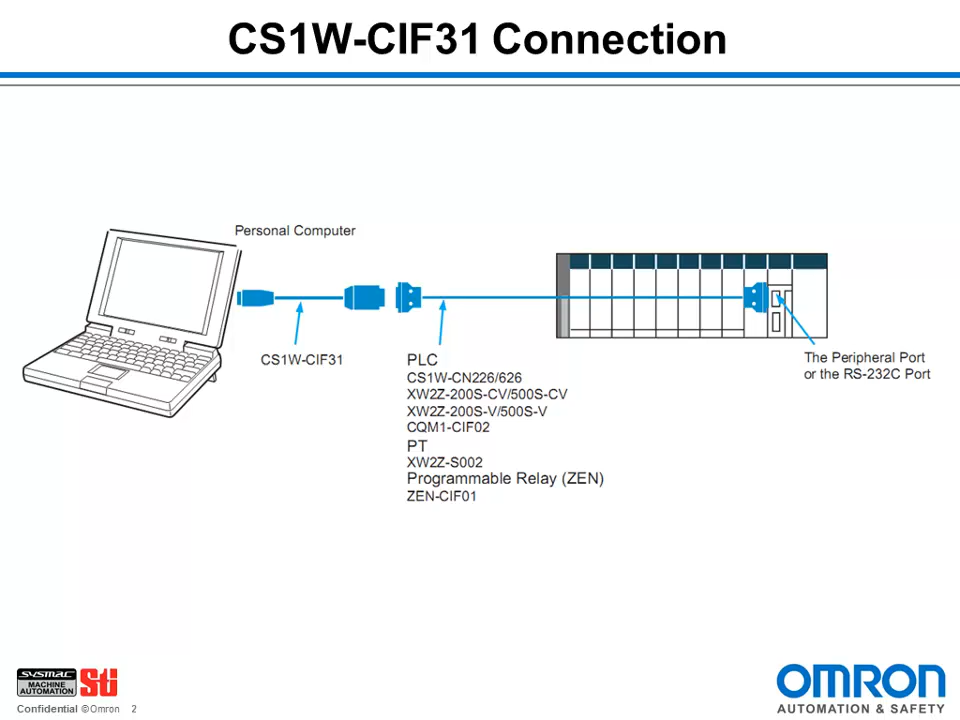 CS1W-CIF31 Connection
Personal Computer
CS1W-CIF31
PLC
CS1W-CN226/626
XW2Z-200S-CV/500S-CV
XW2Z-200S-V/500S-V
CQM1-CIF02
PT
XW2Z-S002
Programmable Relay (ZEN)
ZEN-CIF01
The Peripheral Port
or the RS-232C Port
SYSMAC
MACHINE
AUTOMATION
Sti
Confidential © Omron 2
OMRON
AUTOMATION & SAFETY